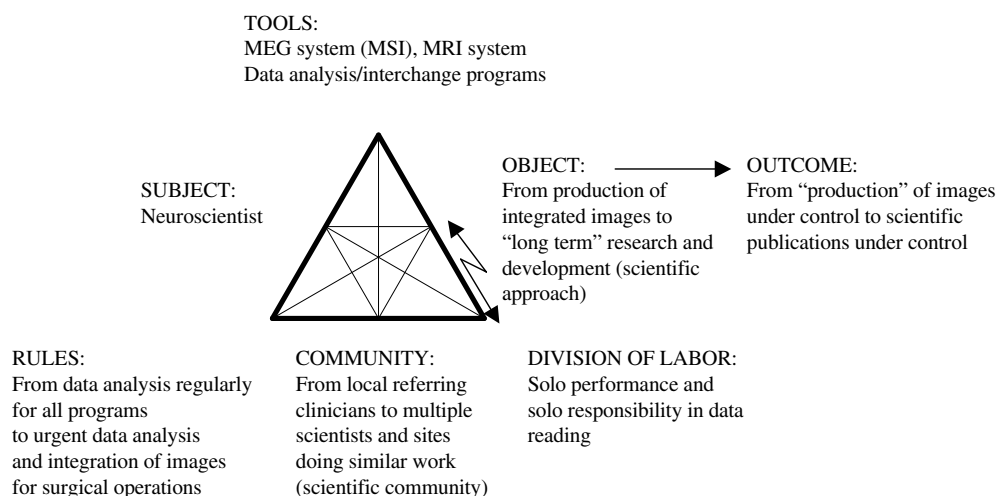 TOOLS:
MEG system (MSI), MRI system
Data analysis/interchange programs
SUBJECT:
Neuroscientist
OBJECT:
From production of
integrated images to
“long term” research and
development (scientific
approach)
OUTCOME:
From “production” of images
under control to scientific
publications under control
RULES:
From data analysis regularly
for all programs
to urgent data analysis
and integration of images
for surgical operations
COMMUNITY:
From local referring
clinicians to multiple
scientists and sites
doing similar work
(scientific community)
DIVISION OF LABOR:
Solo performance and
solo responsibility in data
reading